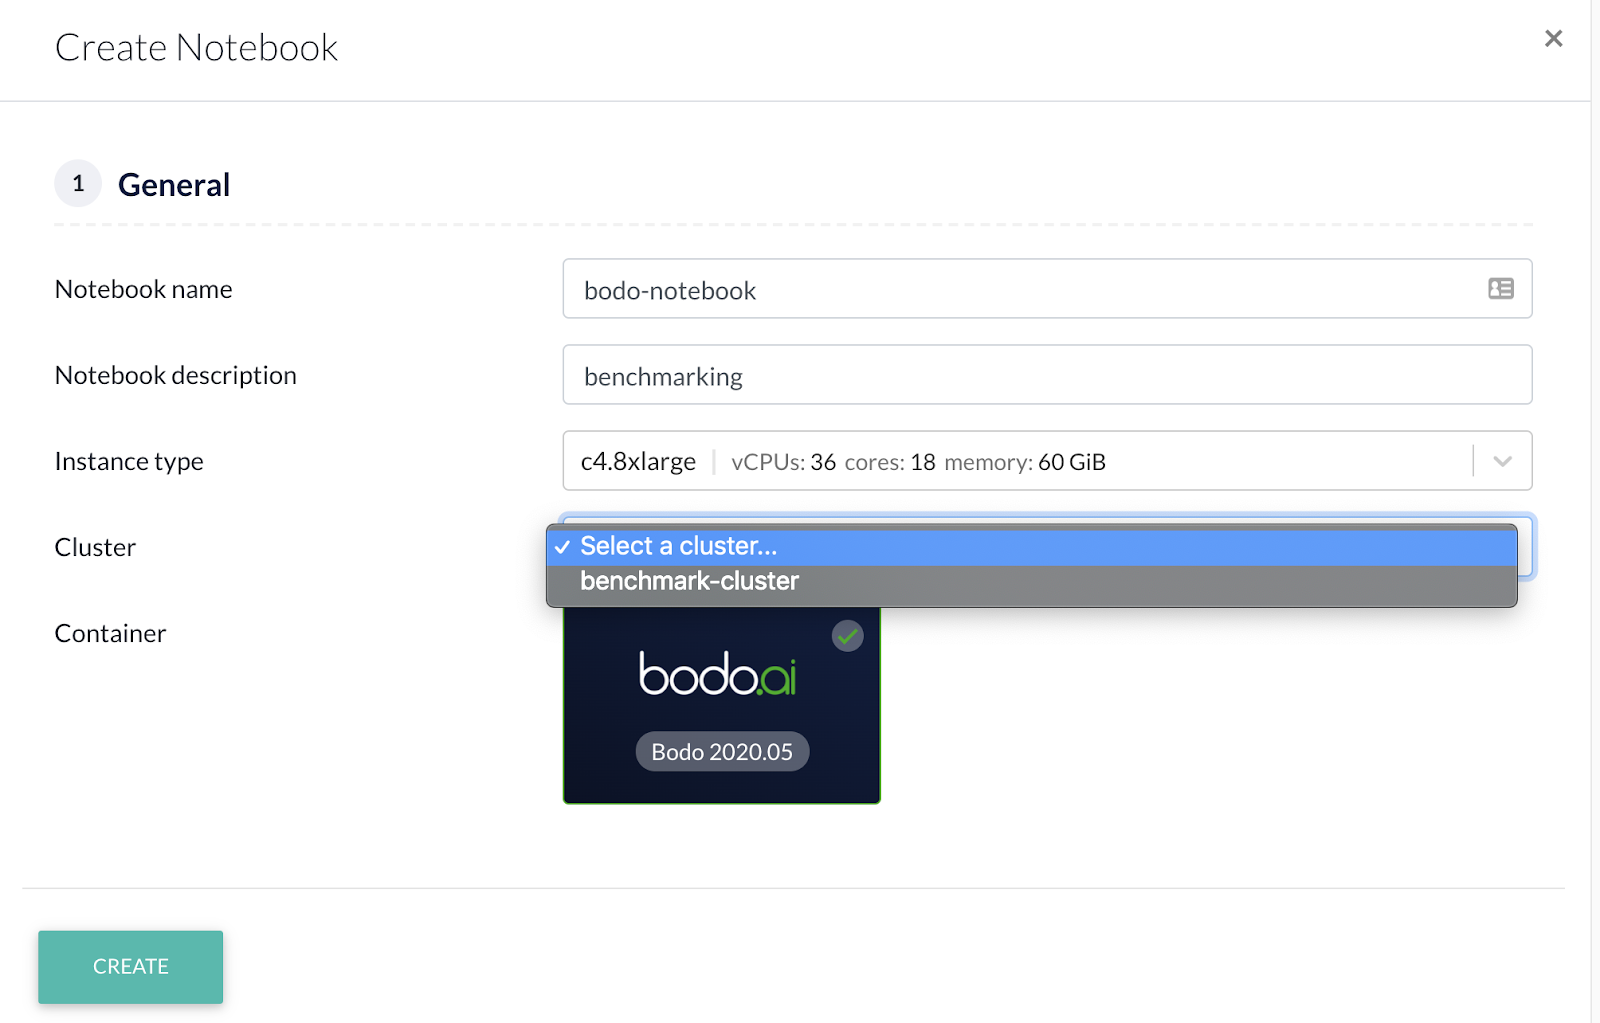 Create Notebook
1 General
Notebook name
bodo-notebook
Notebook description
benchmarking
Instance type
c4.8xlarge vCPUs: 36 cores: 18 memory: 60 GiB
Cluster
Select a cluster...
benchmark-cluster
Container
bodo.ai
Bodo 2020.05
CREATE